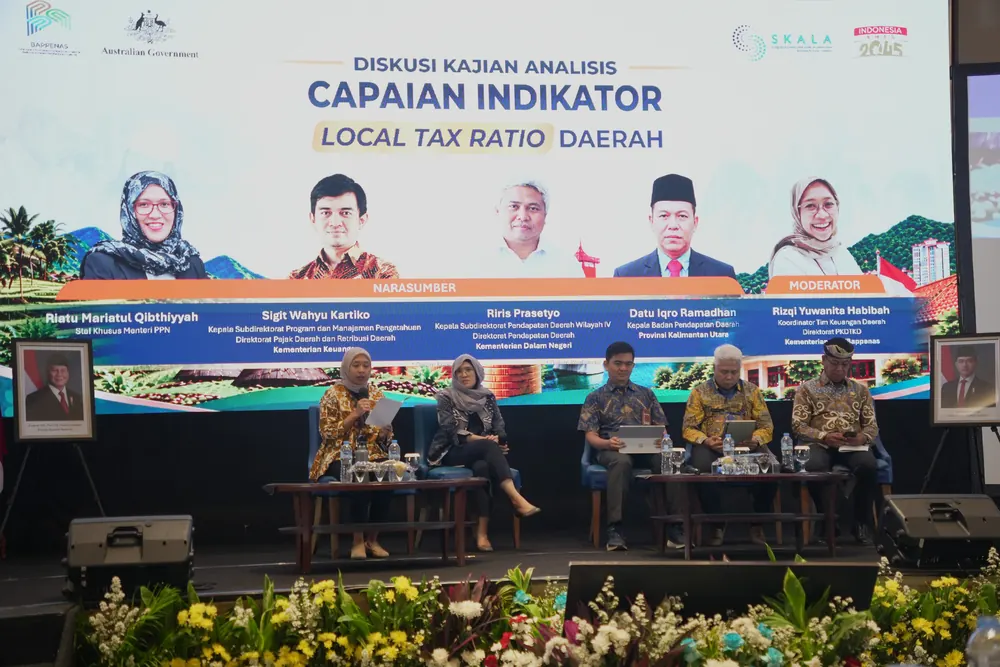 BAPPENAS
Australian Government
SKALA
INDONESIA
2045
DISKUSI KAJIAN ANALISIS
CAPAIAN INDIKATOR
LOCAL TAX RATIO DAERAH
NARASUMBER
MODERATOR
Riatu Mariatul Qibthiyyah
Staf Khusus Menteri PPN
Sigit Wahyu Kartiko
Kepala Subdirektorat Program dan Manajemen Pengetahuan
Direktorat Pajak Daerah dan Retribusi Daerah
Kementerian Keuangan
Riris Prasetyo
Kepala Subdirektorat Pendapatan Daerah Wilayah IV
Direktorat Pendapatan Daerah
Kementerian Dalam Negeri
Datu Iqro Ramadhan
Kepala Badan Pendapatan Daerah
Provinsi Kalimantan Utara
Rizqi Yuwanita Habibah
Koordinator Tim Keuangan Daerah
Direktorat PKDTKD
Bappenas